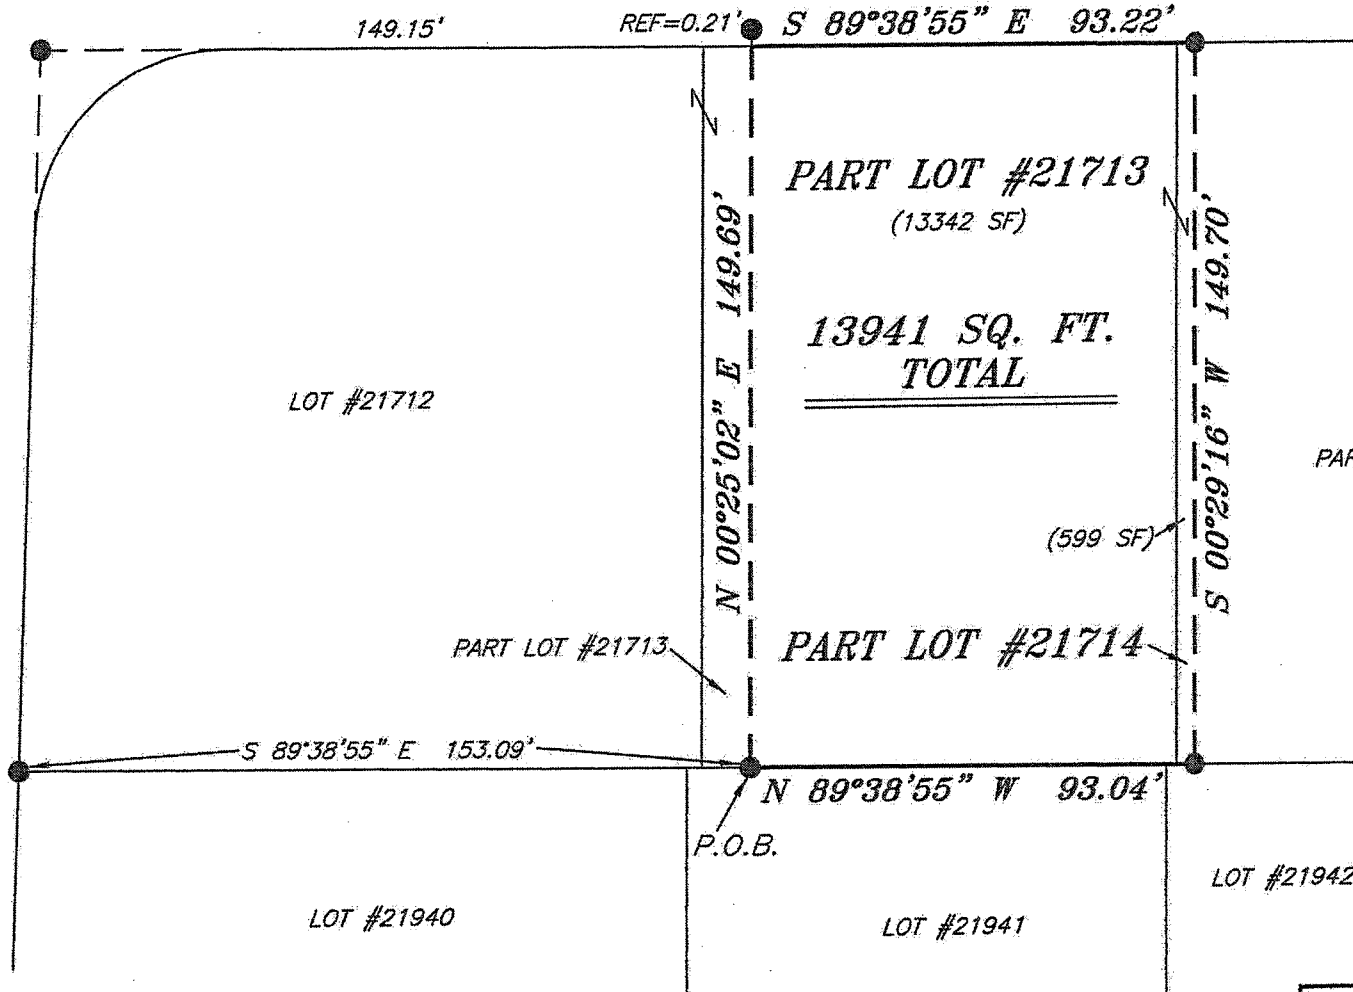 149.15'
REF=0.21'
S 89°38'55" E 93.22'
PART LOT #21713
(13342 SF)
N 00°25'02" E 149.69'
S 00°29'16" W 149.70'
13941 SQ. FT.
TOTAL
LOT #21712
PAR
(599 SF)
PART LOT #21713
PART LOT #21714
S 89°38'55" E 153.09'
N 89°38'55" W 93.04'
P.O.B.
LOT #21942
LOT #21940
LOT #21941